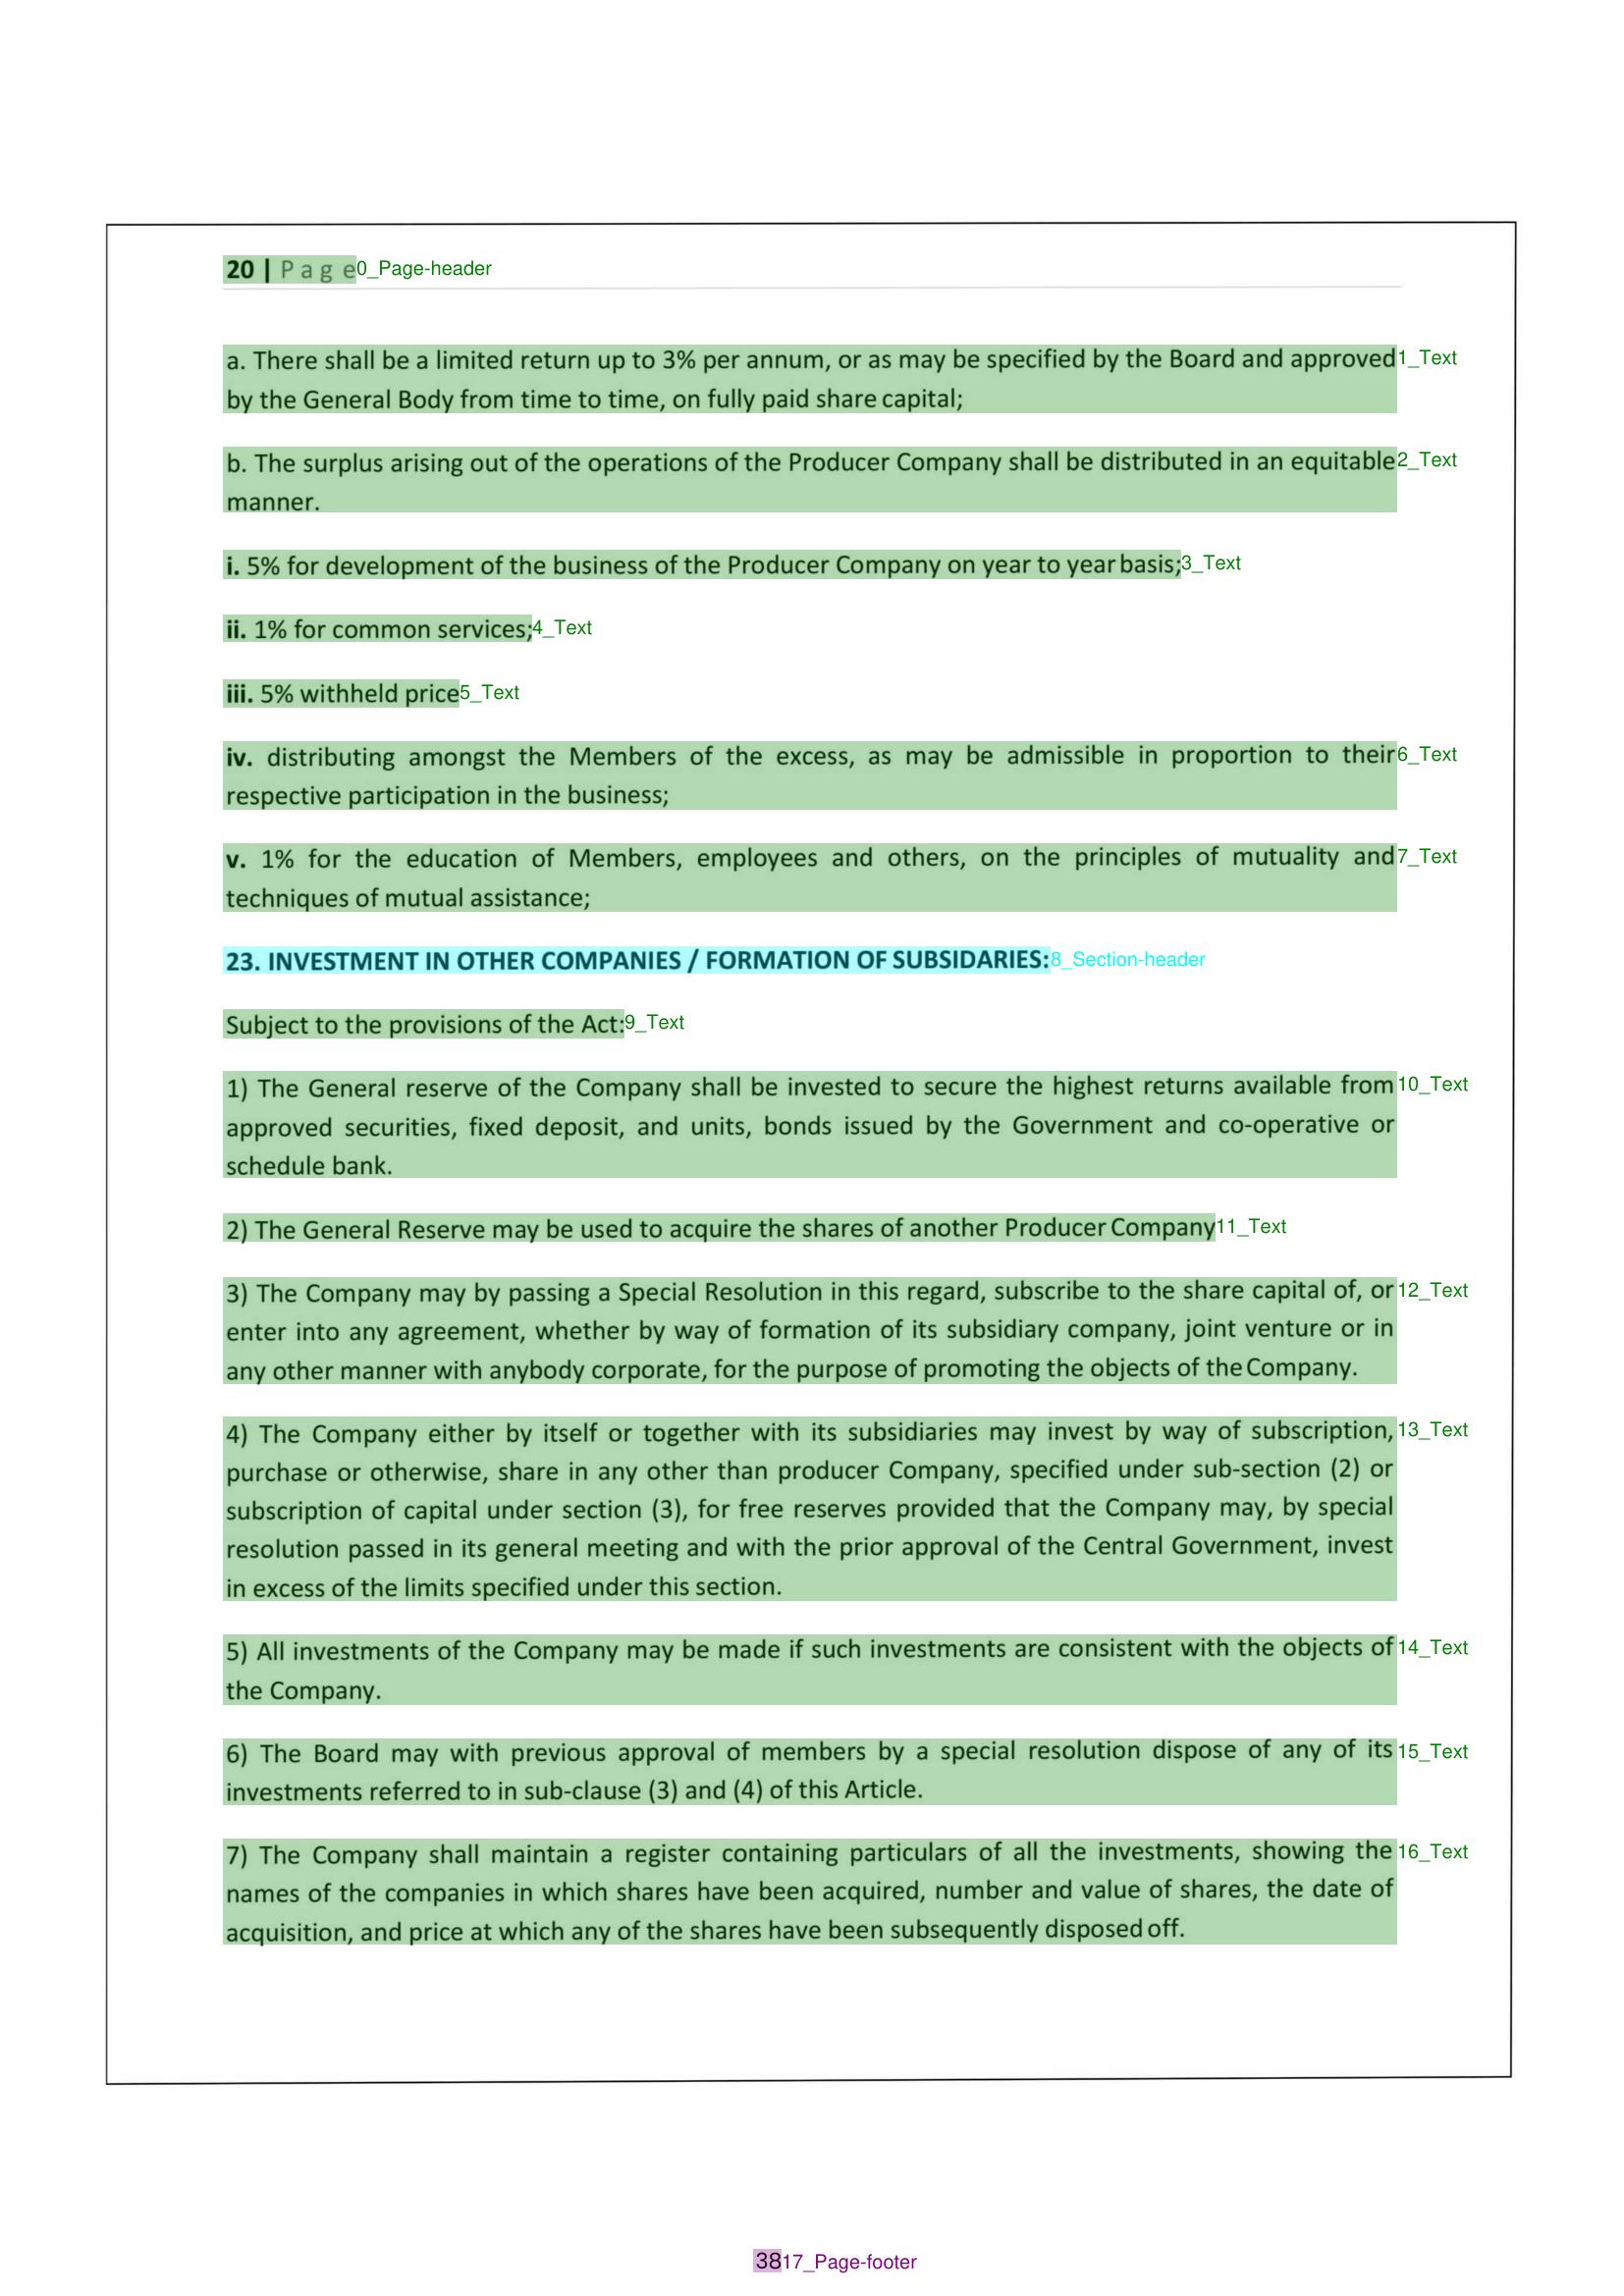 20 | P a g e 0_Page-header
a. There shall be a limited return up to 3% per annum, or as may be specified by the Board and approved 1_Text
by the General Body from time to time, on fully paid share capital;
b. The surplus arising out of the operations of the Producer Company shall be distributed in an equitable 2_Text
manner.
i. 5% for development of the business of the Producer Company on year to year basis; 3_Text
ii. 1% for common services; 4_Text
iii. 5% withheld price 5_Text
iv. distributing amongst the Members of the excess, as may be admissible in proportion to their 6_Text
respective participation in the business;
v. 1% for the education of Members, employees and others, on the principles of mutuality and 7_Text
techniques of mutual assistance;
23. INVESTMENT IN OTHER COMPANIES / FORMATION OF SUBSIDARIES: 8_Section-header
Subject to the provisions of the Act: 9_Text
1) The General reserve of the Company shall be invested to secure the highest returns available from 10_Text
approved securities, fixed deposit, and units, bonds issued by the Government and co-operative or
schedule bank.
2) The General Reserve may be used to acquire the shares of another Producer Company 11_Text
3) The Company may by passing a Special Resolution in this regard, subscribe to the share capital of, or 12_Text
enter into any agreement, whether by way of formation of its subsidiary company, joint venture or in
any other manner with anybody corporate, for the purpose of promoting the objects of the Company.
4) The Company either by itself or together with its subsidiaries may invest by way of subscription, 13_Text
purchase or otherwise, share in any other than producer Company, specified under sub-section (2) or
subscription of capital under section (3), for free reserves provided that the Company may, by special
resolution passed in its general meeting and with the prior approval of the Central Government, invest
in excess of the limits specified under this section.
5) All investments of the Company may be made if such investments are consistent with the objects of 14_Text
the Company.
6) The Board may with previous approval of members by a special resolution dispose of any of its 15_Text
investments referred to in sub-clause (3) and (4) of this Article.
7) The Company shall maintain a register containing particulars of all the investments, showing the 16_Text
names of the companies in which shares have been acquired, number and value of shares, the date of
acquisition, and price at which any of the shares have been subsequently disposed off.
38 17_Page-footer